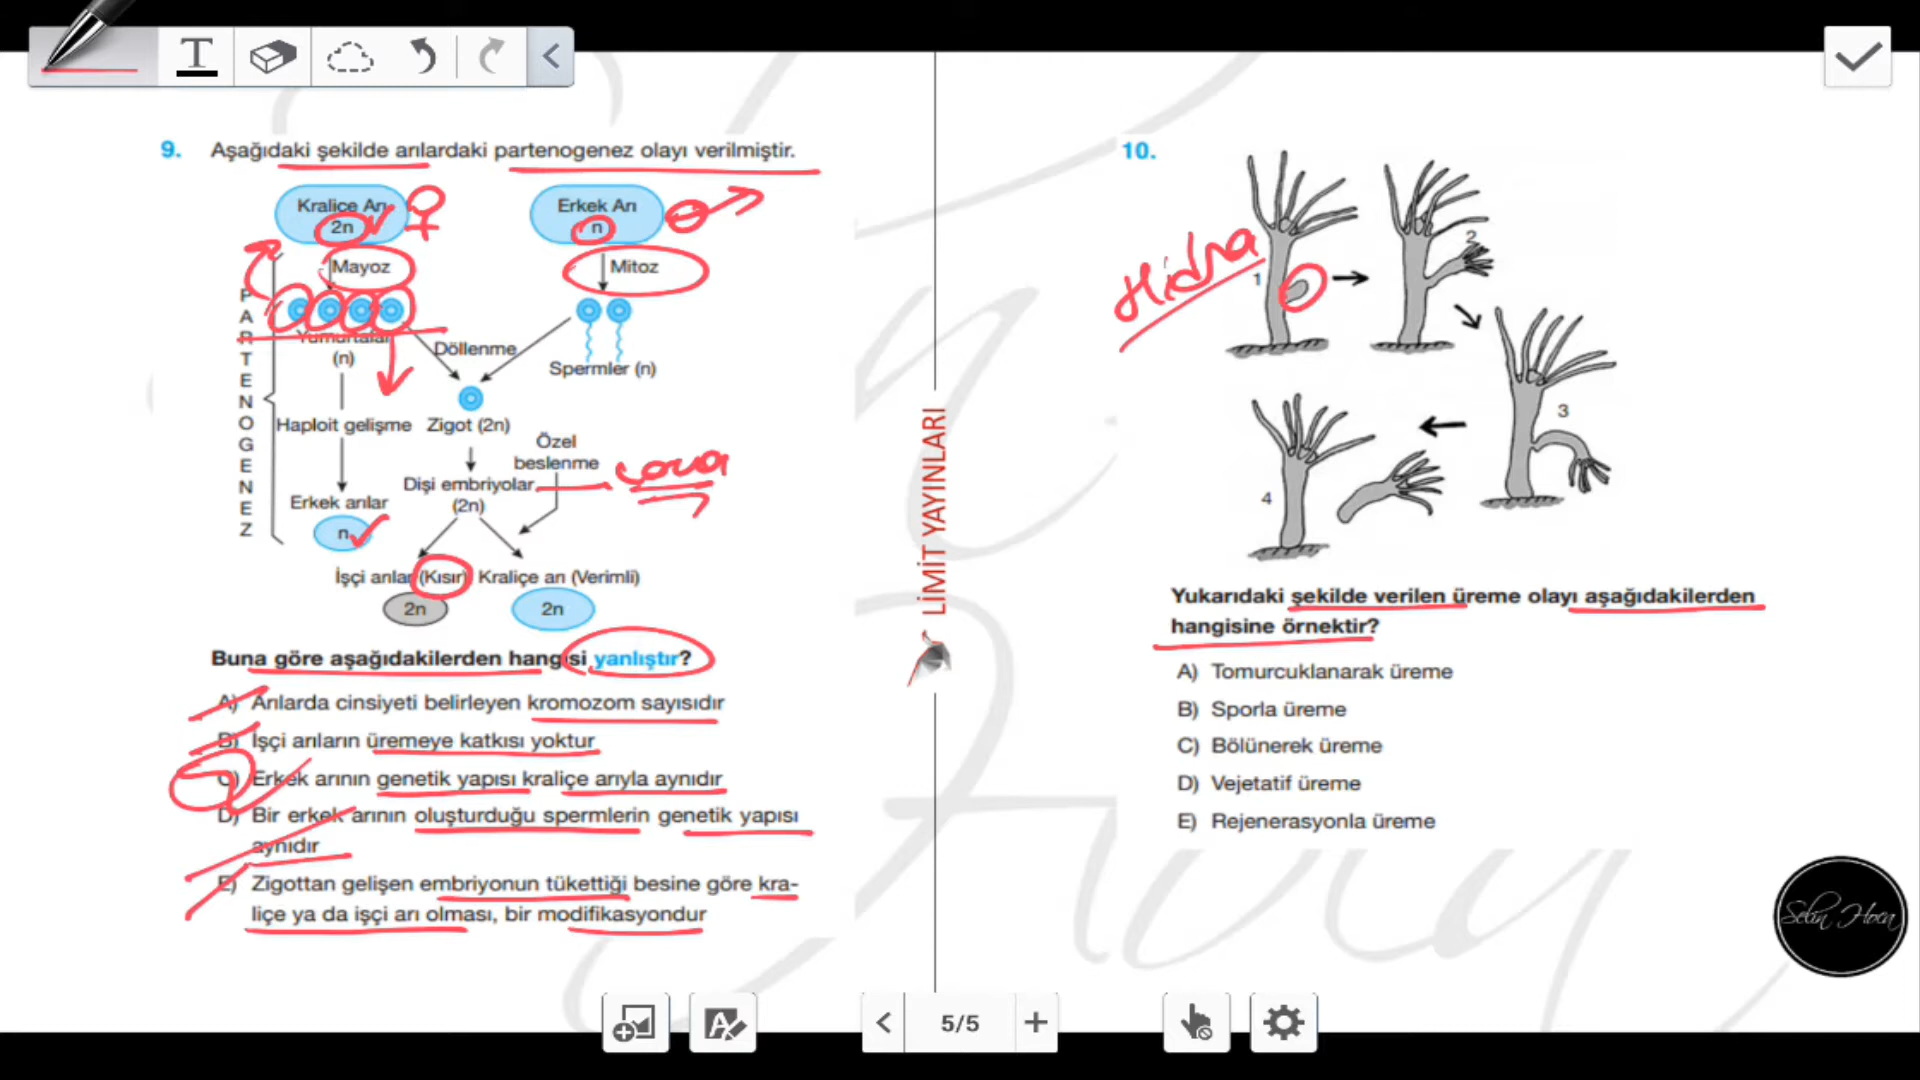 T
9. Aşağıdaki şekilde arılardaki partenogenez olayı verilmiştir.
Kraliçe Arı
2n
Erkek Arı
n
Mayoz
Mitoz
PARTENOGENEZ
Yumurtalar
(n)
Döllenme
Spermler (n)
Haploit gelişme
Zigot (2n)
Özel
beslenme
Dişi embriyolar
(2n)
Erkek arılar
n
İşçi arılar (Kısır)
Kraliçe arı (Verimli)
2n
2n
Buna göre aşağıdakilerden hangisi yanlıştır?
A) Arılarda cinsiyeti belirleyen kromozom sayısıdır
B) İşçi arıların üremeye katkısı yoktur
C) Erkek arının genetik yapısı kraliçe arıyla aynıdır
D) Bir erkek arının oluşturduğu spermlerin genetik yapısı
aynıdır
E) Zigottan gelişen embriyonun tükettiği besine göre kra-
liçe ya da işçi arı olması, bir modifikasyondur
LİMİT YAYINLARI
10.
Hidra
1
2
3
4
Yukarıdaki şekilde verilen üreme olayı aşağıdakilerden
hangisine örnektir?
A) Tomurcuklanarak üreme
B) Sporla üreme
C) Bölünerek üreme
D) Vejetatif üreme
E) Rejenerasyonla üreme
Selin Hoca
5/5